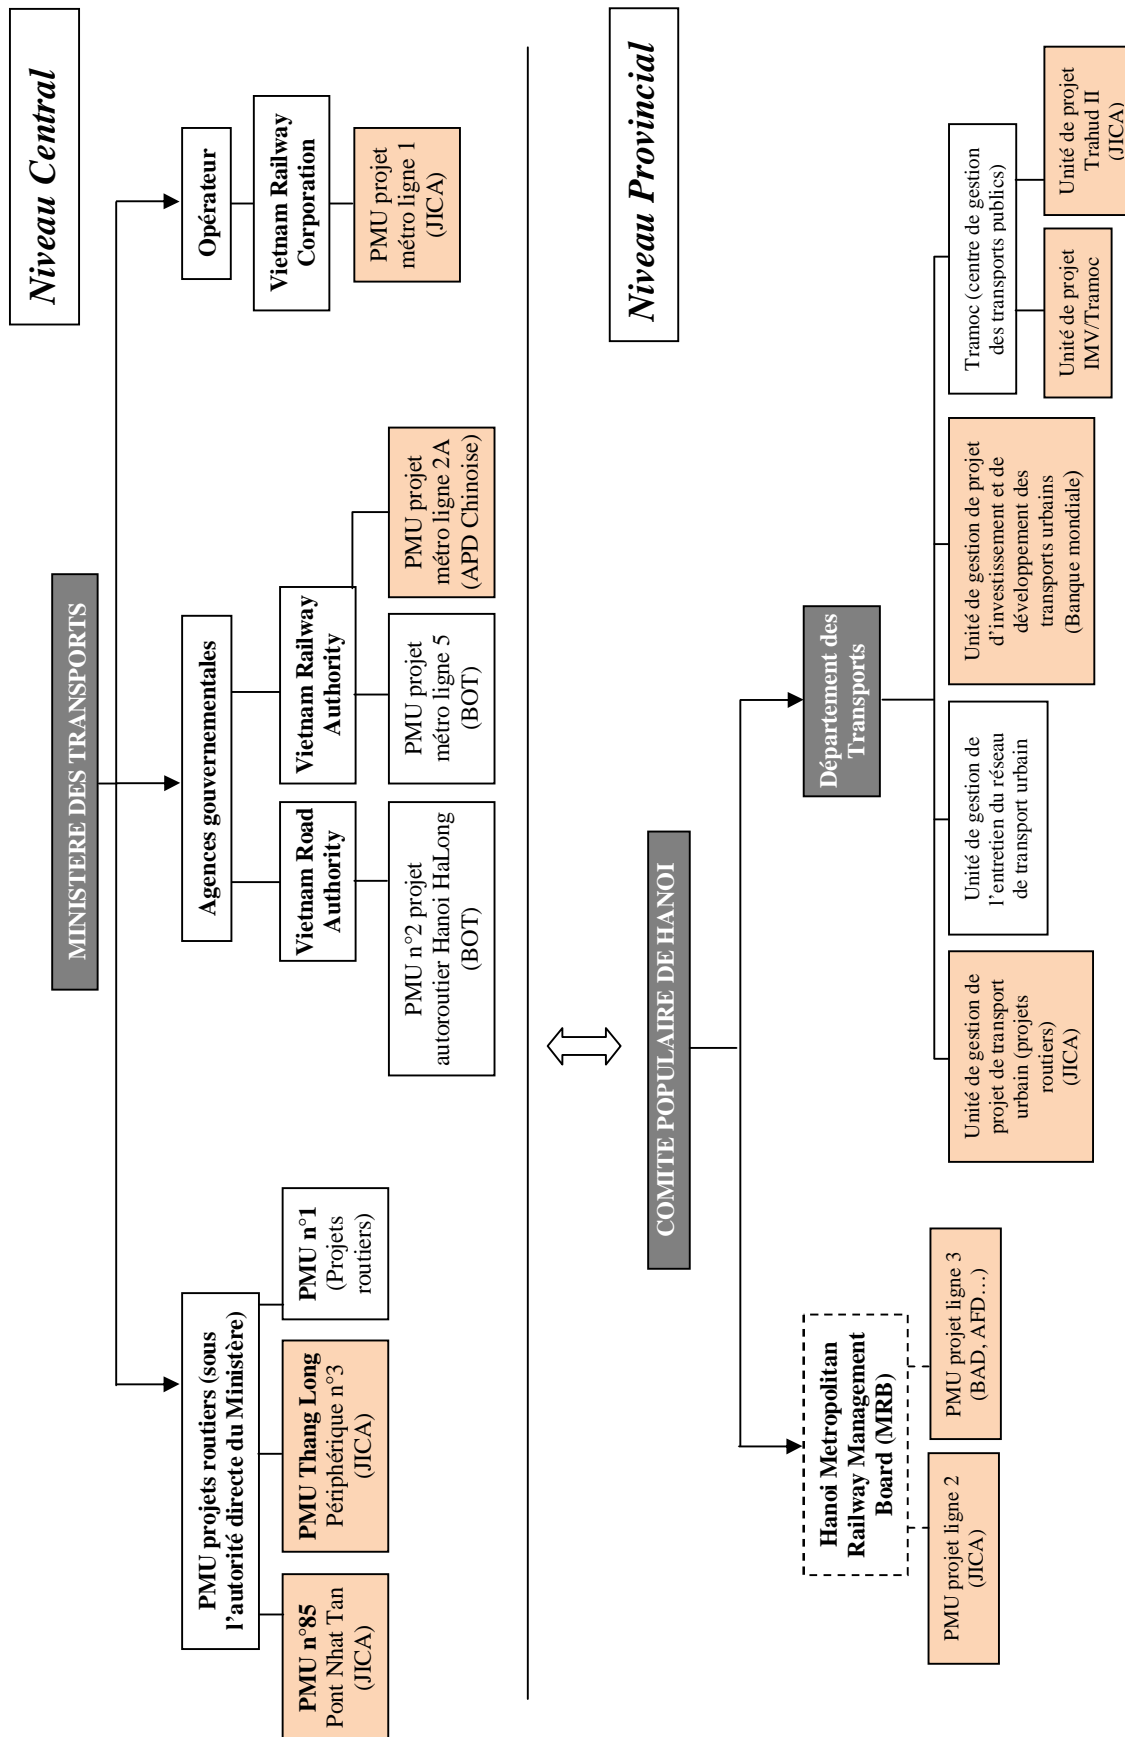 Niveau Central
MINISTERE DES TRANSPORTS
PMU projets routiers (sous
l'autorité directe du Ministère)
PMU n°85
Pont Nhat Tan
(JICA)
PMU Thang Long
Périphérique n°3
(JICA)
PMU n°1
(Projets
routiers)
Agences gouvernementales
Vietnam Road
Authority
PMU n°2 projet
autoroutier Hanoi HaLong
(BOT)
Vietnam Railway
Authority
PMU projet
métro ligne 5
(BOT)
PMU projet
métro ligne 2A
(APD Chinoise)
Opérateur
Vietnam Railway
Corporation
PMU projet
métro ligne 1
(JICA)
Niveau Provincial
COMITE POPULAIRE DE HANOI
Hanoi Metropolitan
Railway Management
Board (MRB)
PMU projet ligne 2
(JICA)
PMU projet ligne 3
(BAD, AFD…)
Département des
Transports
Unité de gestion de
projet de transport
urbain (projets
routiers)
(JICA)
Unité de gestion de
l'entretien du réseau
de transport urbain
Unité de gestion de projet
d'investissement et de
développement des
transports urbains
(Banque mondiale)
Tramoc (centre de gestion
des transports publics)
Unité de projet
IMV/Tramoc
Unité de projet
Trahud II
(JICA)